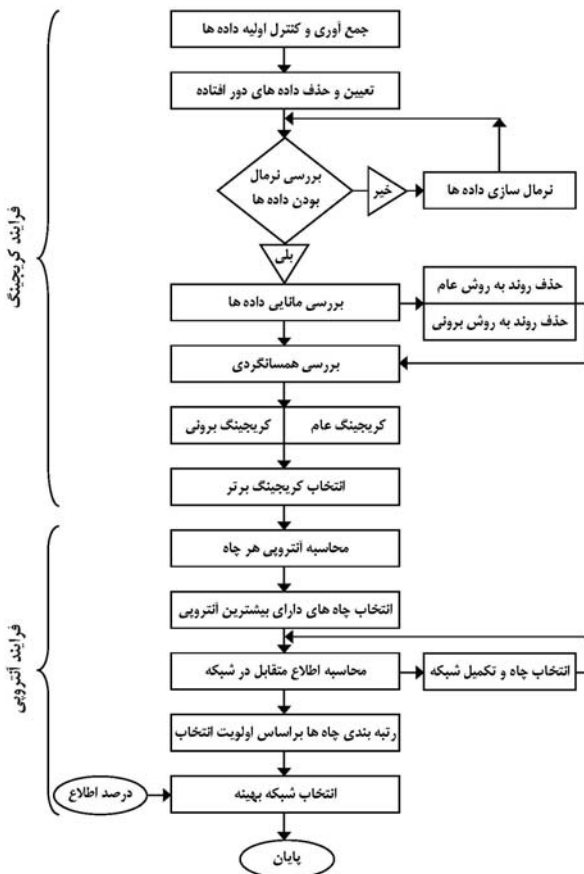 جمع آوری و کنترل اولیه داده ها
تعیین و حذف داده های دور افتاده
بررسی نرمال
بودن داده ها
خیر
نرمال سازی داده ها
بلی
بررسی مانایی داده ها
حذف روند به روش عام
حذف روند به روش برونی
بررسی همسانگردی
کریجینگ عام
کریجینگ برونی
انتخاب کریجینگ برتر
فرایند کریجینگ
محاسبه آنتروپی هر چاه
انتخاب چاه های دارای بیشترین آنتروپی
محاسبه اطلاع متقابل در شبکه
انتخاب چاه و تکمیل شبکه
رتبه بندی چاه ها براساس اولویت انتخاب
انتخاب شبکه بهینه
درصد اطلاع
پایان
فرایند آنتروپی